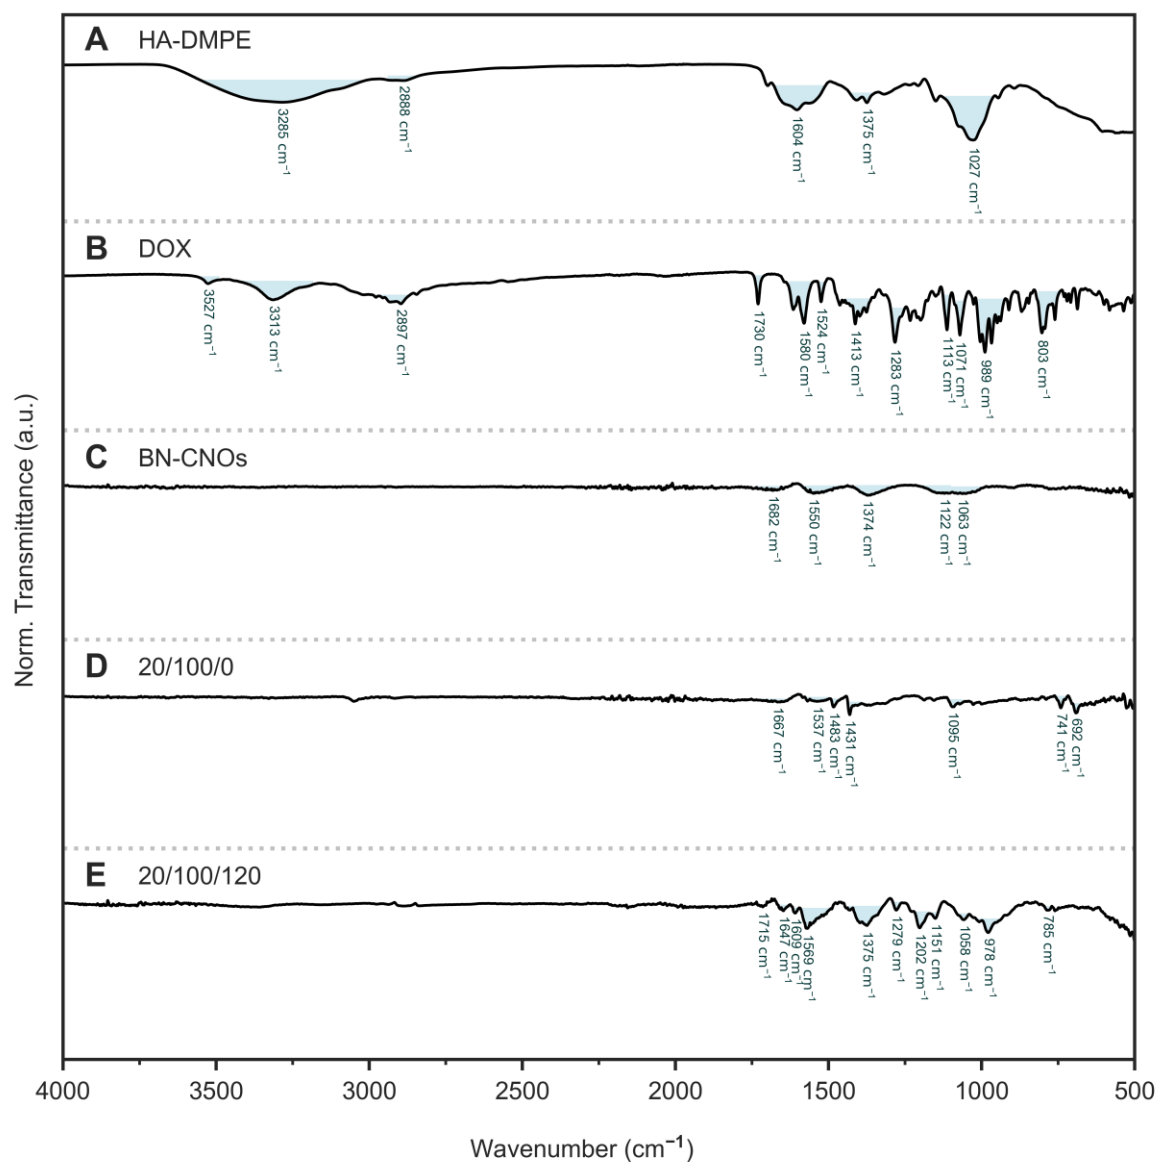 A HA-DMPE
3285 cm⁻¹
2888 cm⁻¹
1604 cm⁻¹
1375 cm⁻¹
1027 cm⁻¹
B DOX
3527 cm⁻¹
3313 cm⁻¹
2897 cm⁻¹
1730 cm⁻¹
1580 cm⁻¹
1524 cm⁻¹
1413 cm⁻¹
1283 cm⁻¹
1113 cm⁻¹
1071 cm⁻¹
989 cm⁻¹
803 cm⁻¹
C BN-CNOs
1682 cm⁻¹
1550 cm⁻¹
1374 cm⁻¹
1122 cm⁻¹
1063 cm⁻¹
D 20/100/0
1667 cm⁻¹
1537 cm⁻¹
1483 cm⁻¹
1431 cm⁻¹
1095 cm⁻¹
741 cm⁻¹
692 cm⁻¹
E 20/100/120
1715 cm⁻¹
1647 cm⁻¹
1609 cm⁻¹
1569 cm⁻¹
1375 cm⁻¹
1279 cm⁻¹
1202 cm⁻¹
1151 cm⁻¹
1058 cm⁻¹
978 cm⁻¹
785 cm⁻¹
Norm. Transmittance (a.u.)
4000 3500 3000 2500 2000 1500 1000 500
Wavenumber (cm⁻¹)